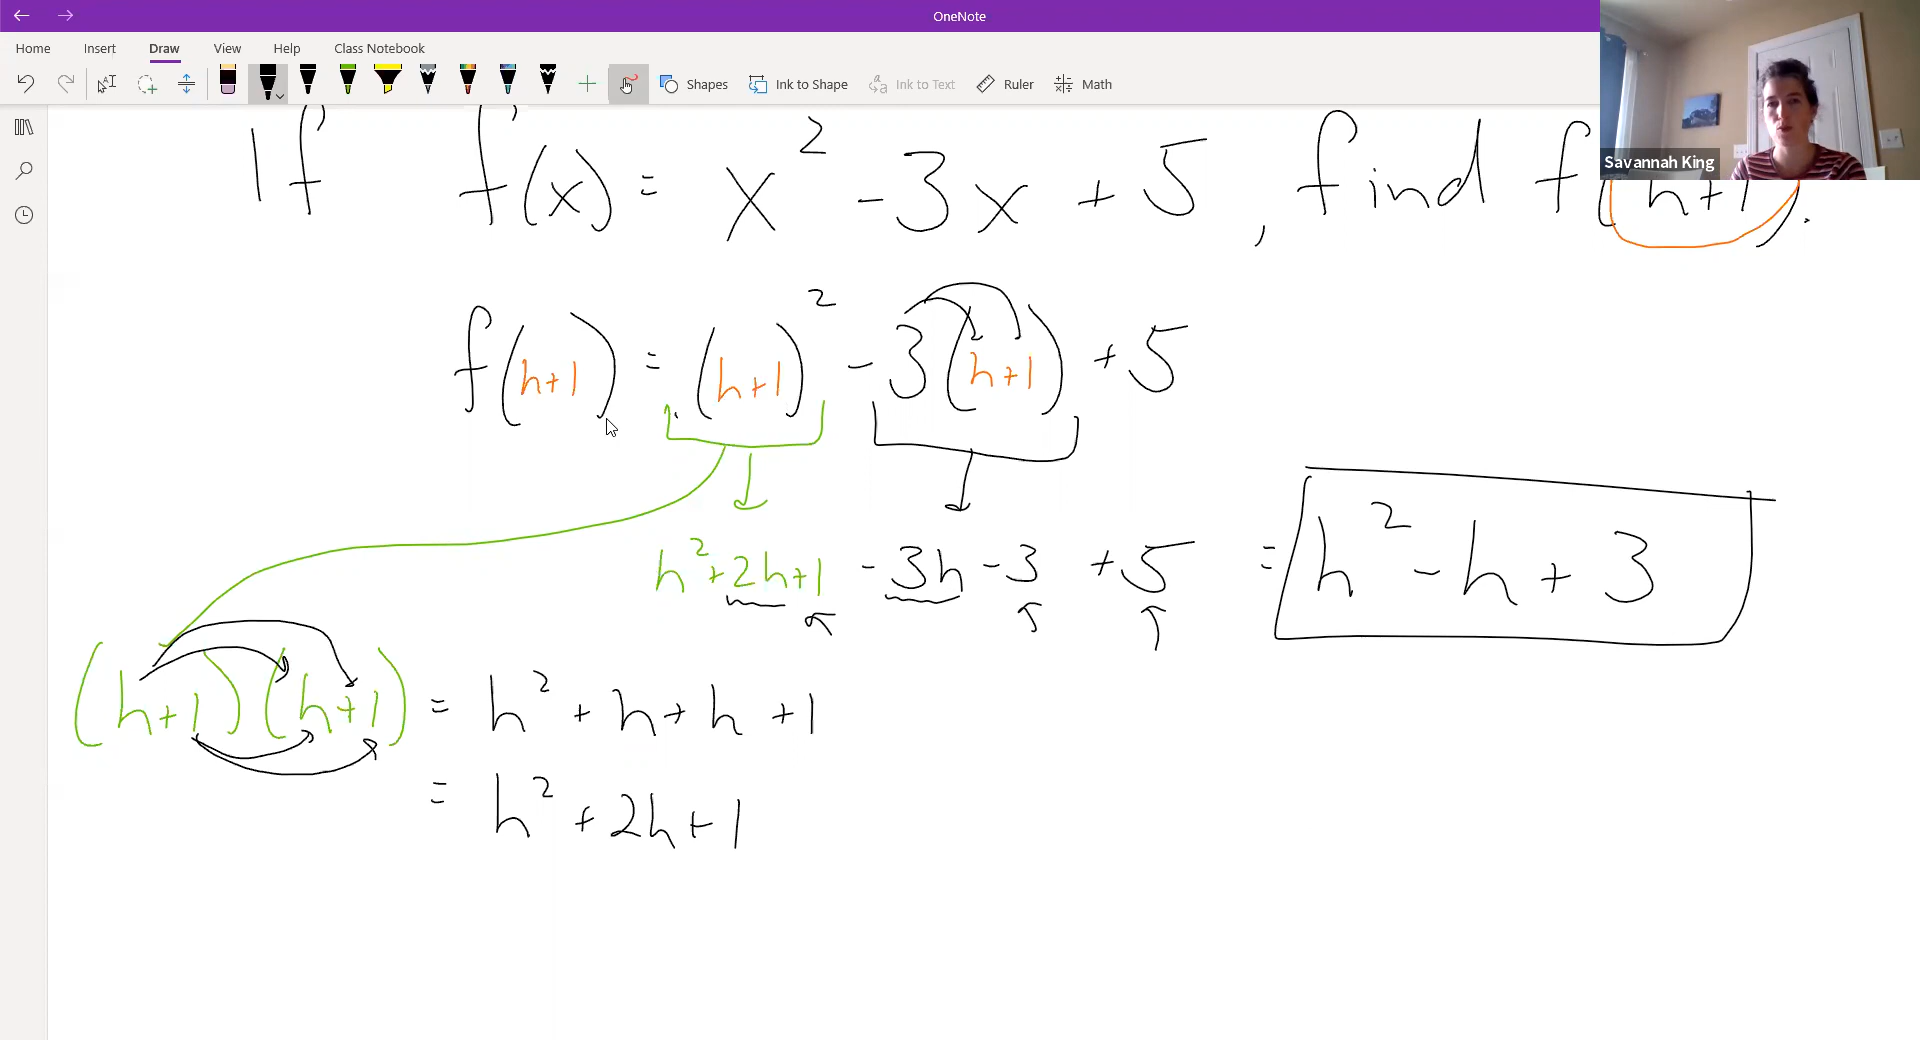 OneNote
Home Insert Draw View Help Class Notebook
Shapes Ink to Shape Ink to Text Ruler Math
Savannah King
If f(x) = x² - 3x + 5, find f(h+1).
f(h+1) = (h+1)² - 3(h+1) + 5
h² + 2h + 1 - 3h - 3 + 5 = h² - h + 3
(h+1)(h+1) = h² + h + h + 1
= h² + 2h + 1